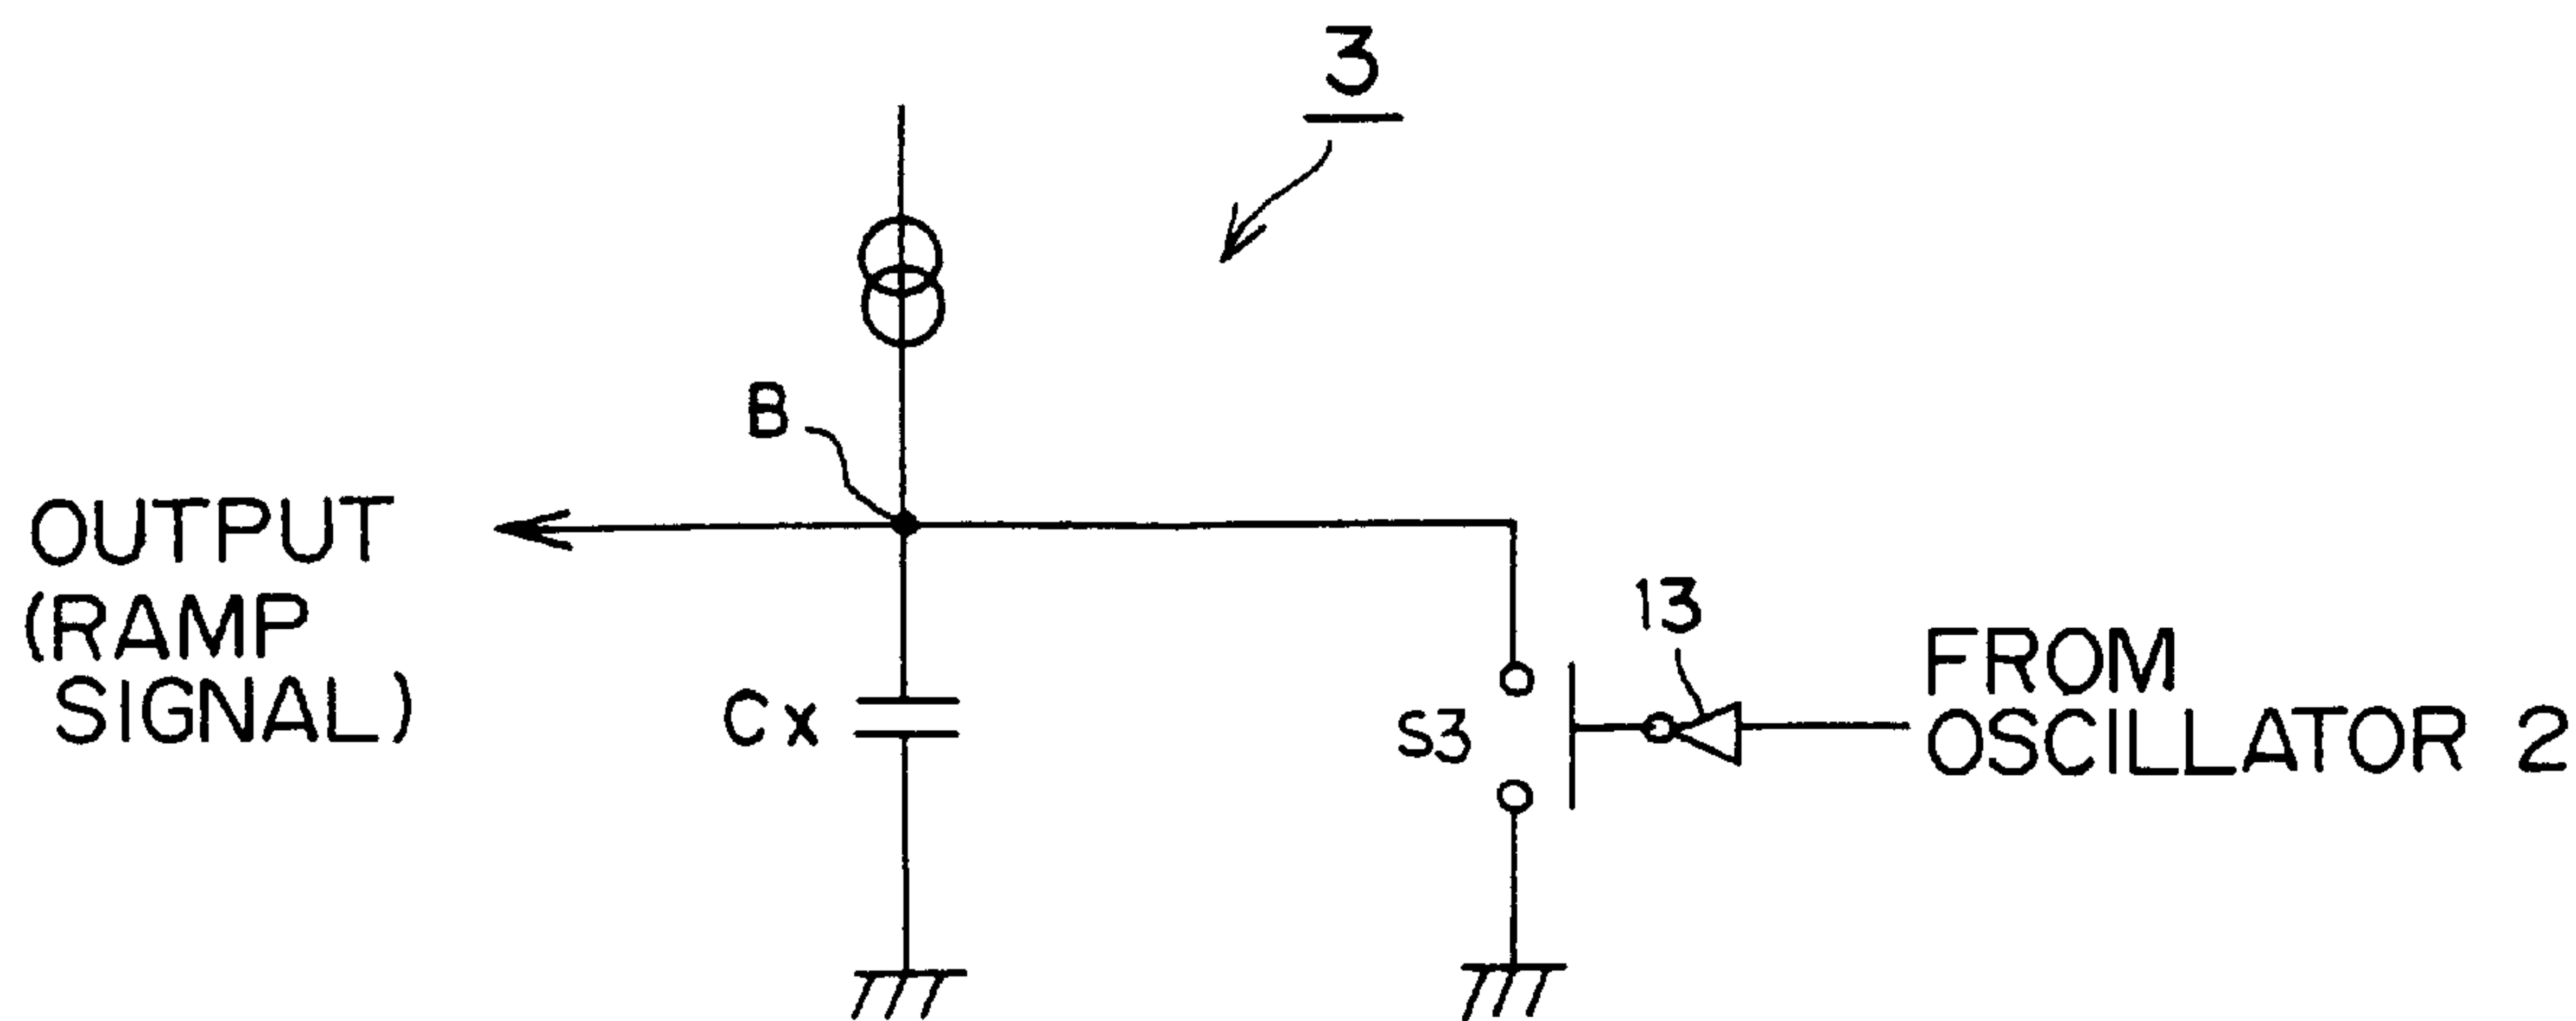 3
B
OUTPUT
(RAMP
SIGNAL)
Cx
S3
13
FROM
OSCILLATOR 2